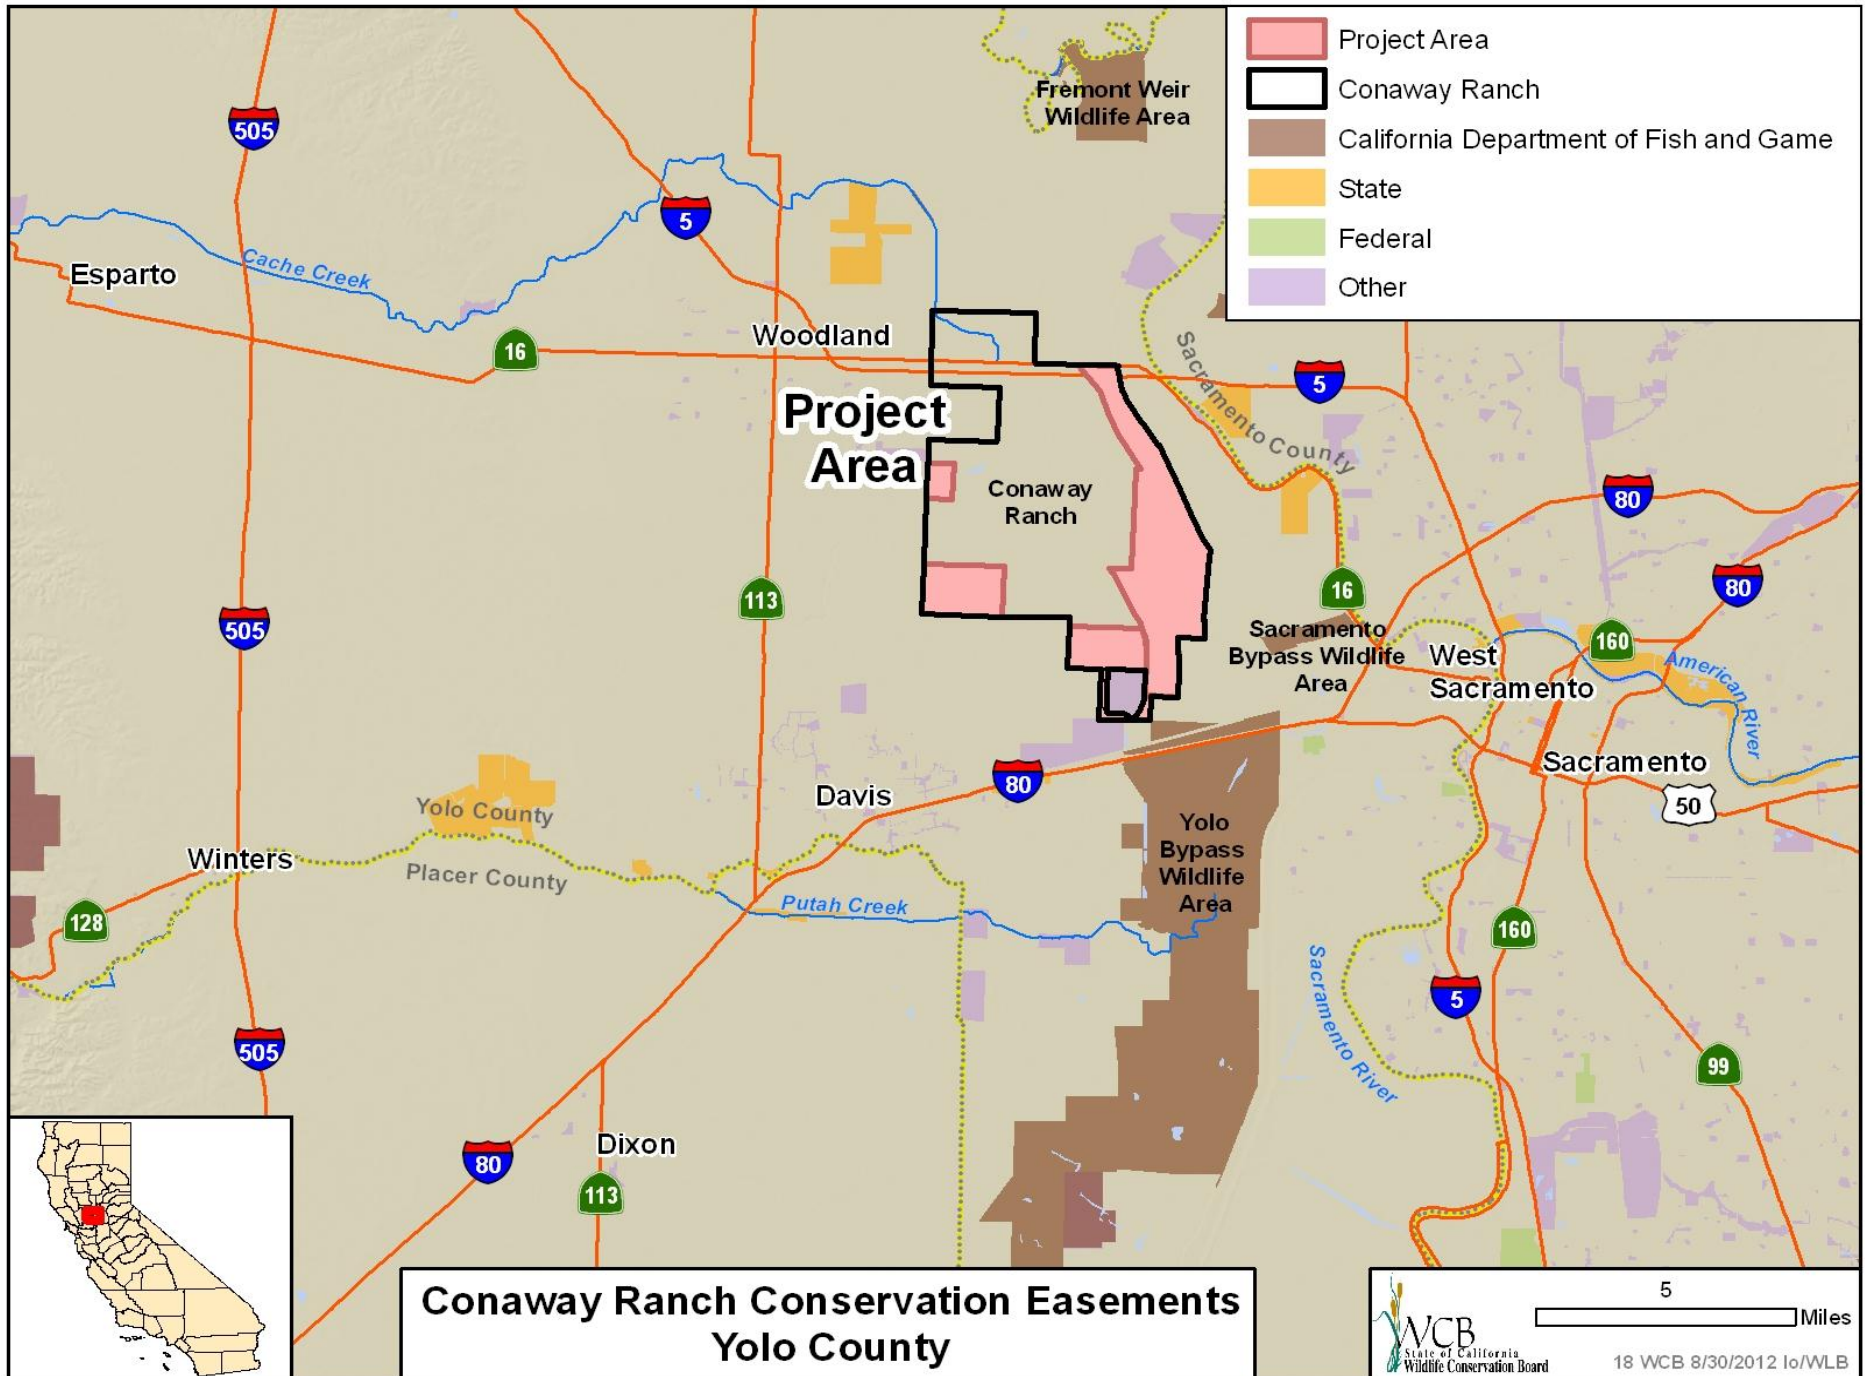 Project Area
Conaway Ranch
California Department of Fish and Game
State
Federal
Other
Fremont Weir
Wildlife Area
505
5
Cache Creek
Esparto
16
Woodland
Sacramento County
5
Project
Area
Conaway
Ranch
80
80
505
113
16
160
Sacramento
Bypass Wildlife
Area
West
Sacramento
American River
Sacramento
50
80
Davis
Yolo County
Yolo
Bypass
Wildlife
Area
Winters
Placer County
Putah Creek
128
160
Sacramento River
5
505
99
Dixon
80
113
Conaway Ranch Conservation Easements
Yolo County
5
Miles
WCB
State of California
Wildlife Conservation Board
18 WCB 8/30/2012 lo/WLB